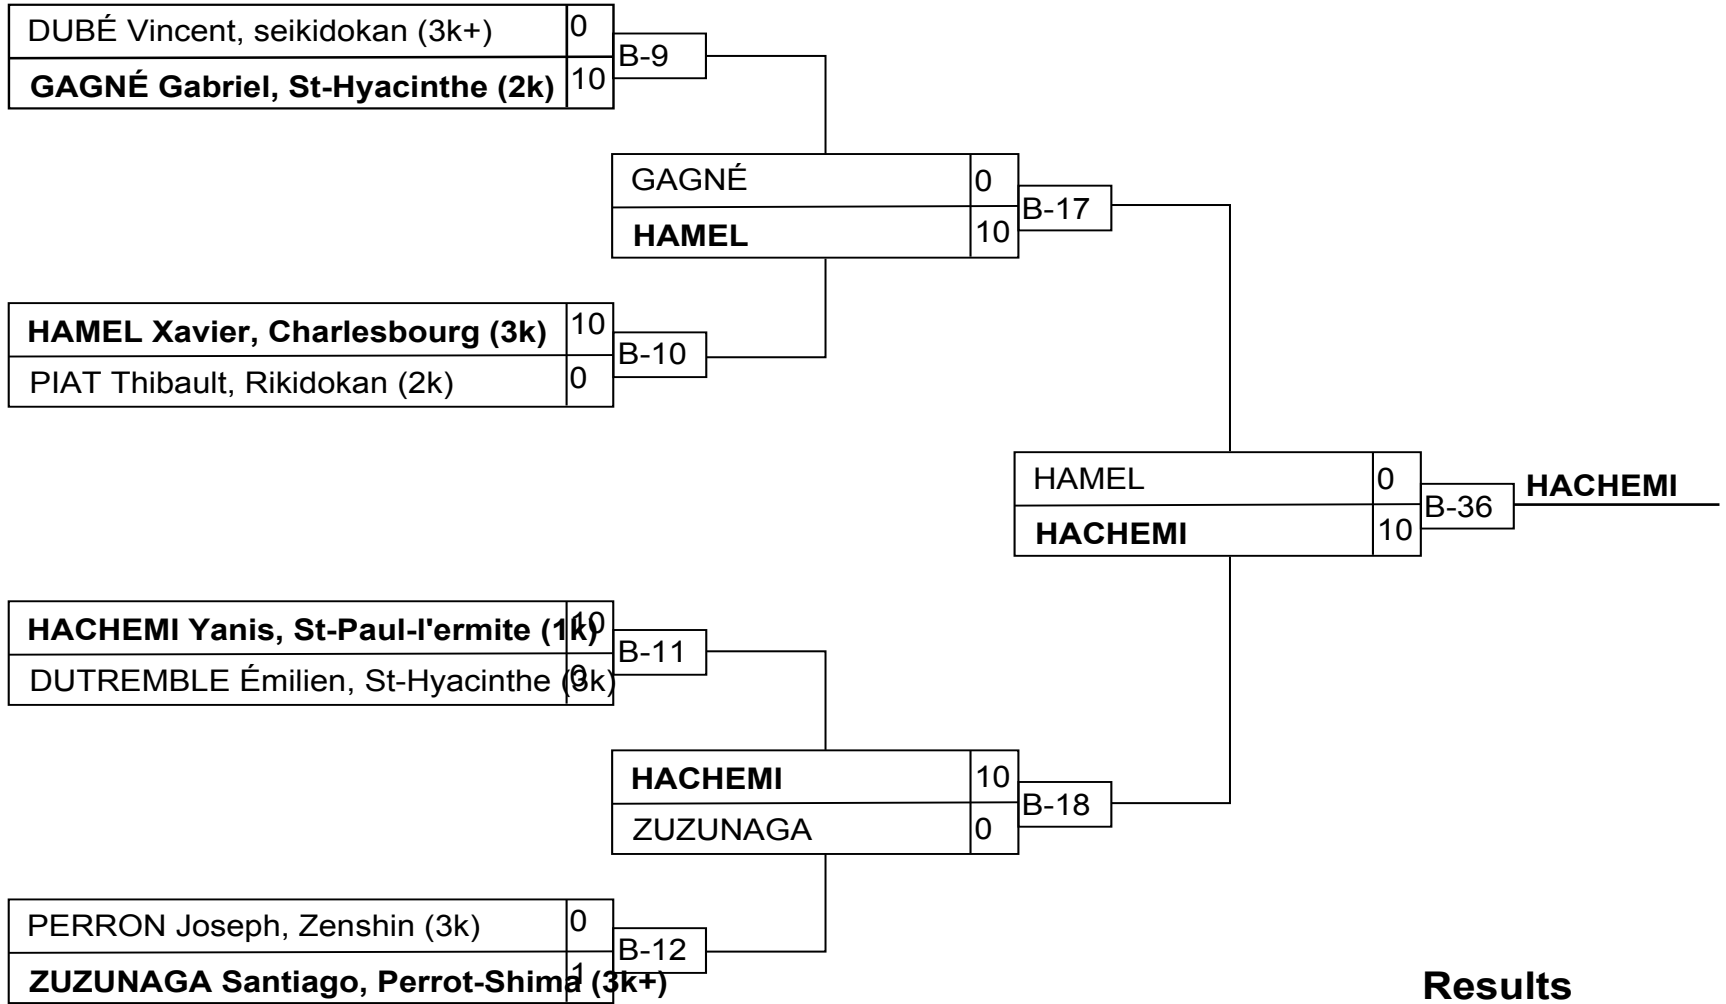 DUBÉ Vincent, seikidokan (3k+) 0
B-9
GAGNÉ Gabriel, St-Hyacinthe (2k) 10
GAGNÉ 0
B-17
HAMEL 10
HAMEL Xavier, Charlesbourg (3k) 10
B-10
PIAT Thibault, Rikidokan (2k) 0
HAMEL 0
B-36
HACHEMI
HACHEMI 10
HACHEMI Yanis, St-Paul-l'ermite (1k) 10
B-11
DUTREMBLE Émilien, St-Hyacinthe (3k) 0
HACHEMI 10
B-18
ZUZUNAGA 0
PERRON Joseph, Zenshin (3k) 0
B-12
ZUZUNAGA Santiago, Perrot-Shima (3k+) 1
Results